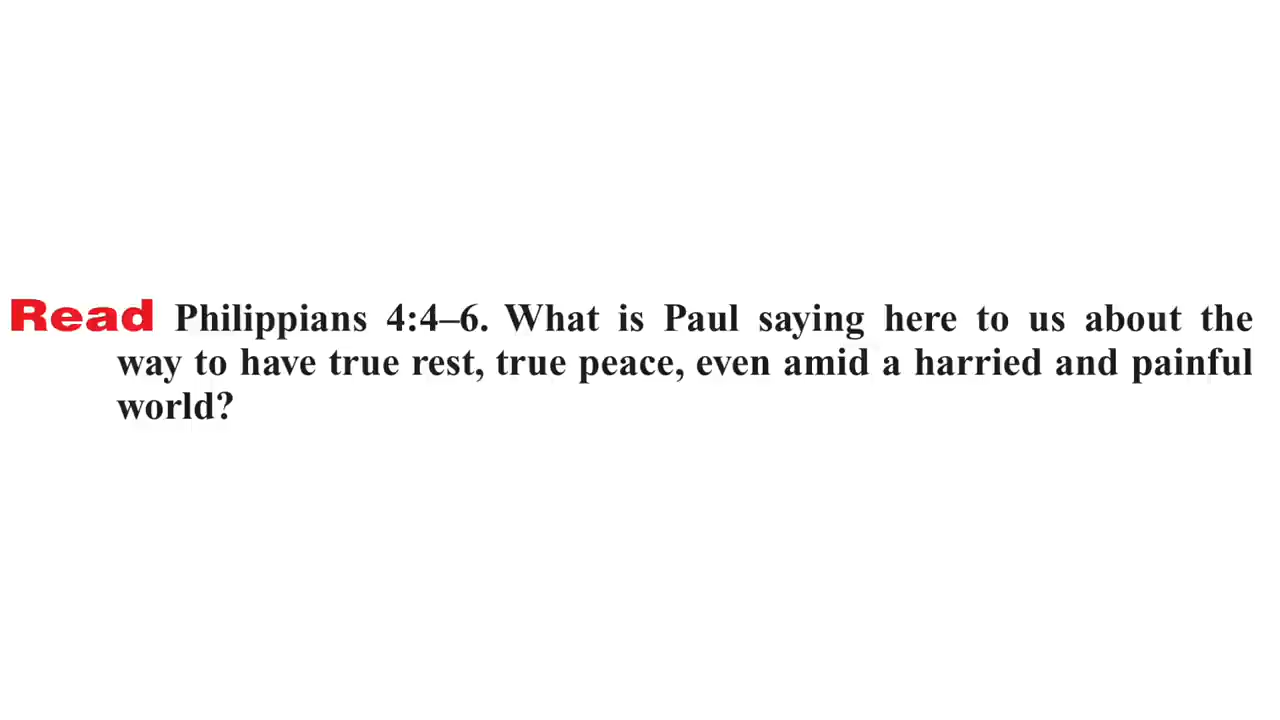 Read Philippians 4:4–6. What is Paul saying here to us about the
way to have true rest, true peace, even amid a harried and painful
world?